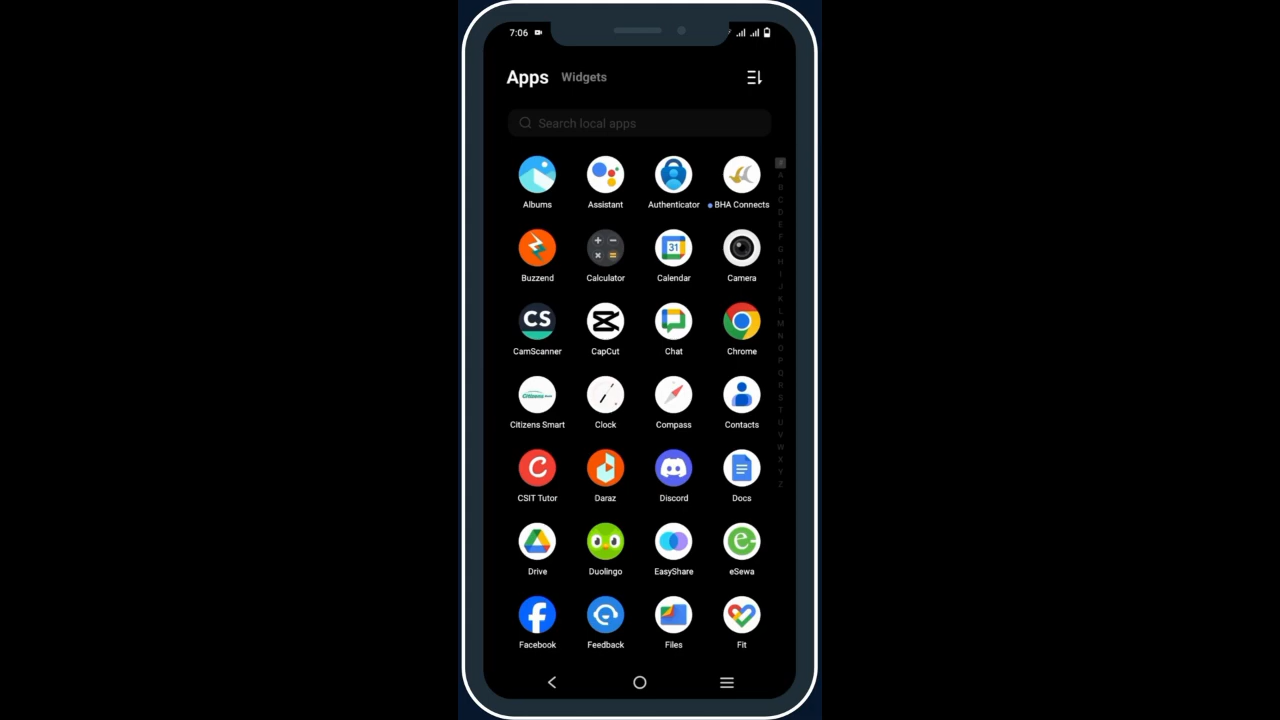 7:06
Apps Widgets
Search local apps
Albums Assistant Authenticator BHA Connects
31
Buzzend Calculator Calendar Camera
CS
CamScanner CapCut Chat Chrome
Citizens Smart Clock Compass Contacts
C
CSIT Tutor Daraz Discord Docs
Drive Duolingo EasyShare eSewa
Facebook Feedback Files Fit
#
A
B
C
D
E
F
G
H
I
J
K
L
M
N
O
P
Q
R
S
T
U
V
W
X
Y
Z